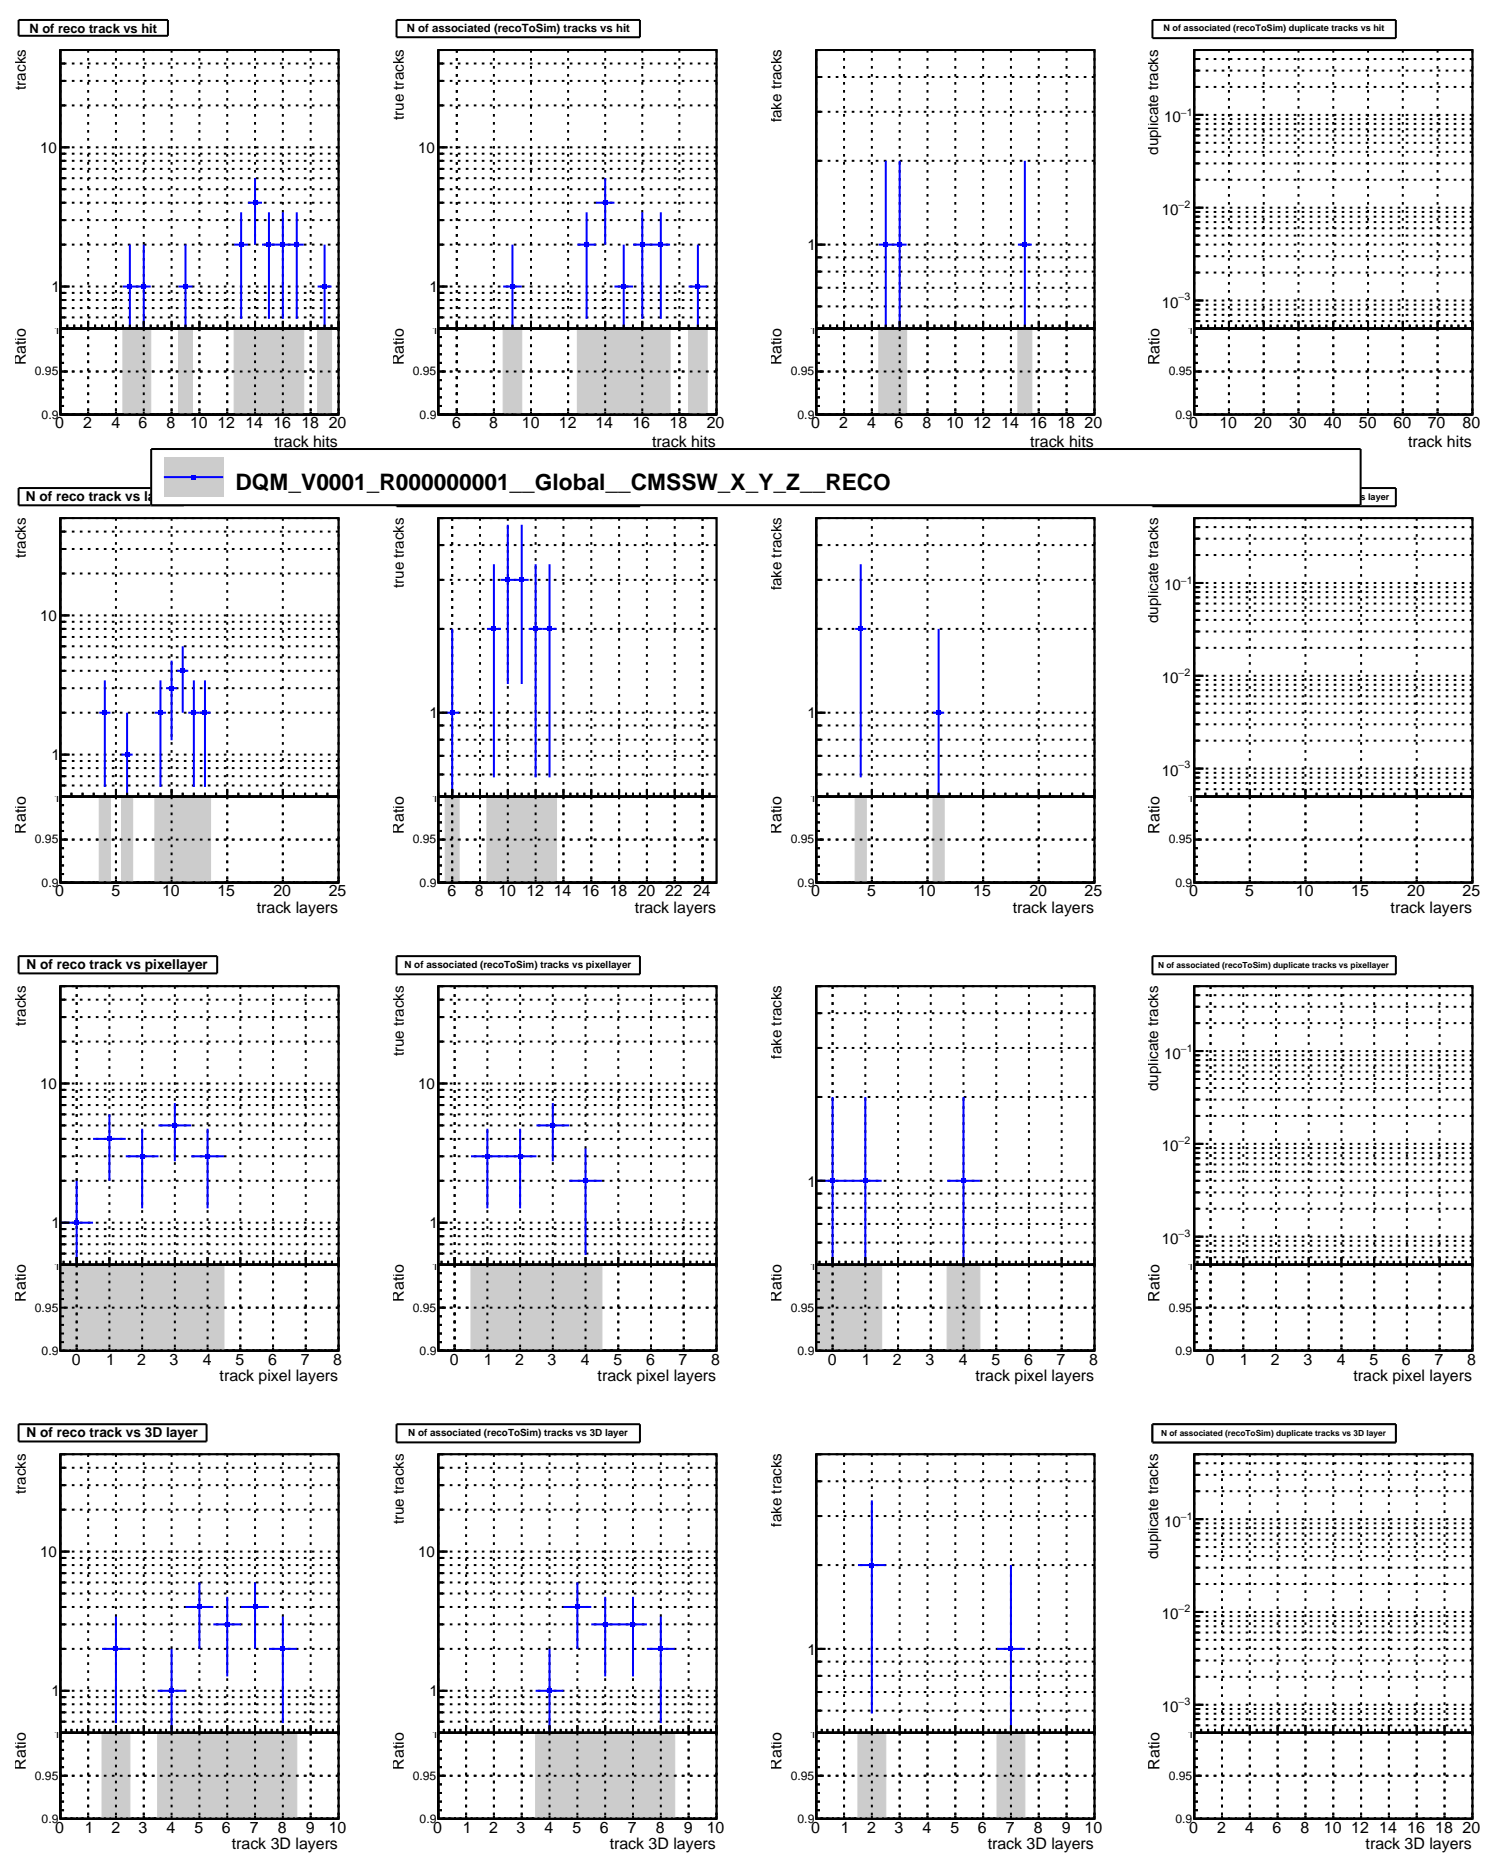 N of reco track vs hit
N of associated (recoToSim) tracks vs hit
N of associated (recoToSim) duplicate tracks vs hit
tracks
10
1
Ratio
0.95
0.9
0 2 4 6 8 10 12 14 16 18 20
track hits
true tracks
10
1
Ratio
0.95
0.9
6 8 10 12 14 16 18 20
track hits
fake tracks
1
Ratio
0.95
0.9
0 2 4 6 8 10 12 14 16 18 20
track hits
duplicate tracks
10−1
10−2
10−3
Ratio
0.95
0.9
0 10 20 30 40 50 60 70 80
track hits
DQM_V0001_R000000001__Global__CMSSW_X_Y_Z__RECO
N of reco track vs la
s layer
tracks
10
1
Ratio
0.95
0.9
0 5 10 15 20 25
track layers
true tracks
1
Ratio
0.95
0.9
6 8 10 12 14 16 18 20 22 24
track layers
fake tracks
1
Ratio
0.95
0.9
0 5 10 15 20 25
track layers
duplicate tracks
10−1
10−2
10−3
Ratio
0.95
0.9
0 5 10 15 20 25
track layers
N of reco track vs pixellayer
N of associated (recoToSim) tracks vs pixellayer
N of associated (recoToSim) duplicate tracks vs pixellayer
tracks
10
1
Ratio
0.95
0.9
0 1 2 3 4 5 6 7 8
track pixel layers
true tracks
10
1
Ratio
0.95
0.9
0 1 2 3 4 5 6 7 8
track pixel layers
fake tracks
1
Ratio
0.95
0.9
0 1 2 3 4 5 6 7 8
track pixel layers
duplicate tracks
10−1
10−2
10−3
Ratio
0.95
0.9
0 1 2 3 4 5 6 7 8
track pixel layers
N of reco track vs 3D layer
N of associated (recoToSim) tracks vs 3D layer
N of associated (recoToSim) duplicate tracks vs 3D layer
tracks
10
1
Ratio
0.95
0.9
0 1 2 3 4 5 6 7 8 9 10
track 3D layers
true tracks
10
1
Ratio
0.95
0.9
0 1 2 3 4 5 6 7 8 9 10
track 3D layers
fake tracks
1
Ratio
0.95
0.9
0 1 2 3 4 5 6 7 8 9 10
track 3D layers
duplicate tracks
10−1
10−2
10−3
Ratio
0.95
0.9
0 2 4 6 8 10 12 14 16 18 20
track 3D layers